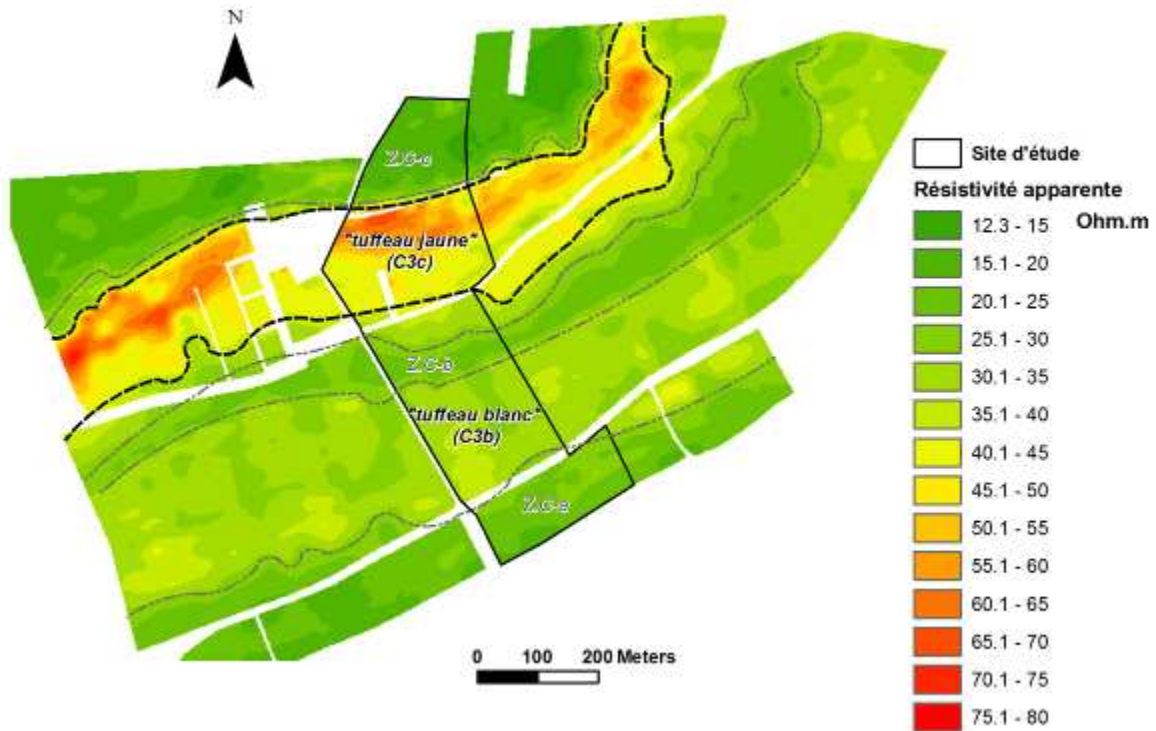 N
Z.C-c
"tuffeau jaune"
(C3c)
Z.C-b
"tuffeau blanc"
(C3b)
Z.C-a
0 100 200 Meters
Site d'étude
Résistivité apparente
Ohm.m
12.3 - 15
15.1 - 20
20.1 - 25
25.1 - 30
30.1 - 35
35.1 - 40
40.1 - 45
45.1 - 50
50.1 - 55
55.1 - 60
60.1 - 65
65.1 - 70
70.1 - 75
75.1 - 80